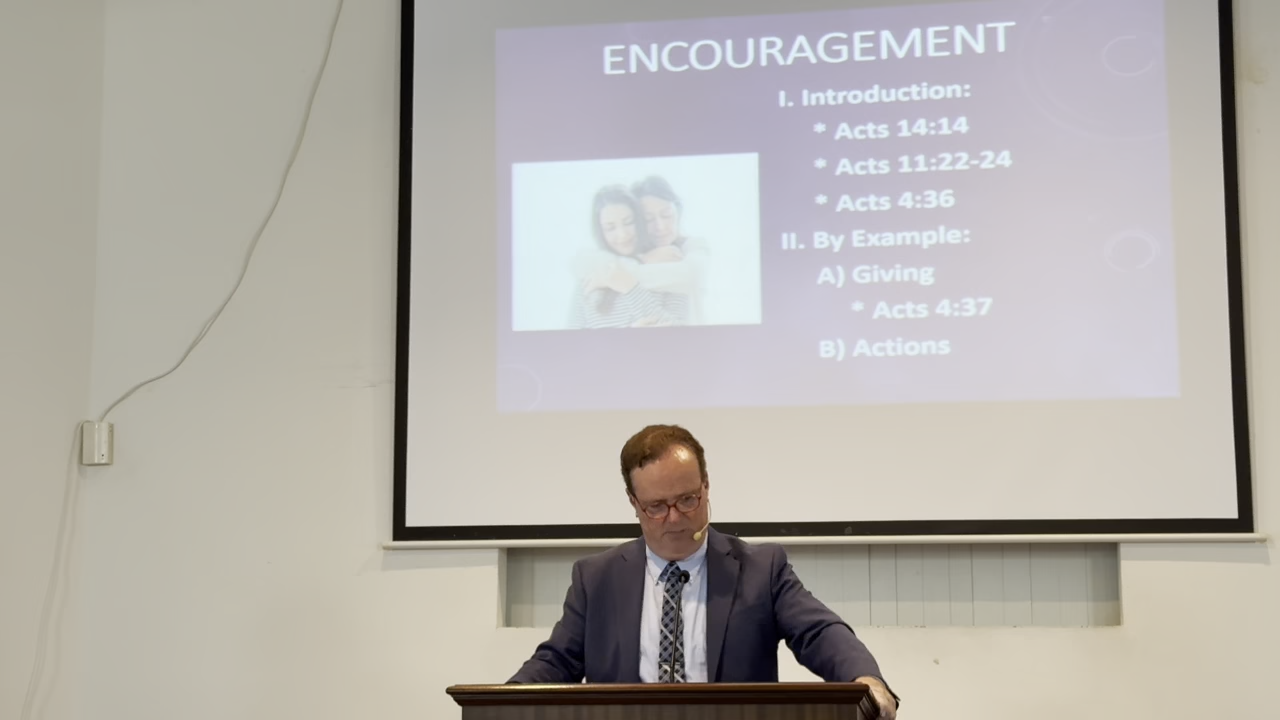 ENCOURAGEMENT
I. Introduction:
* Acts 14:14
* Acts 11:22-24
* Acts 4:36
II. By Example:
A) Giving
* Acts 4:37
B) Actions